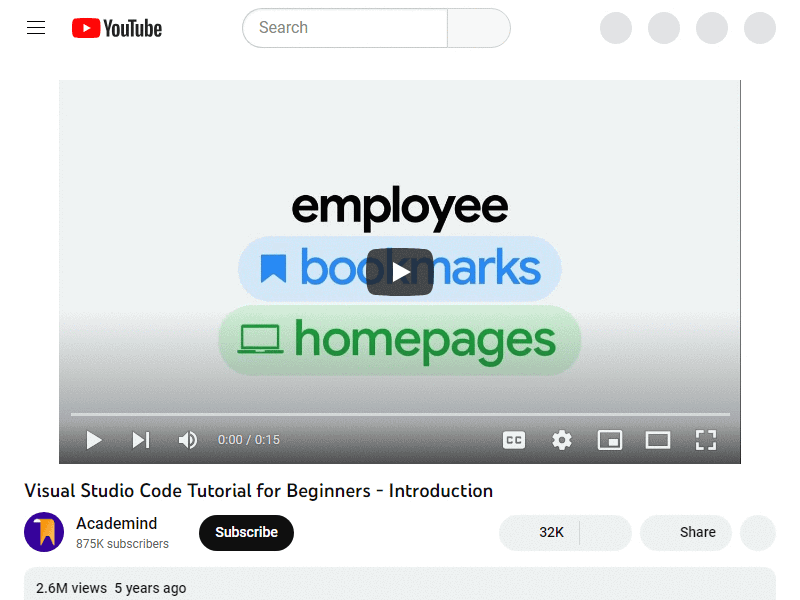 YouTube
Search
employee
bookmarks
homepages
0:00 / 0:15
CC
Visual Studio Code Tutorial for Beginners - Introduction
Academind
875K subscribers
Subscribe
32K
Share
2.6M views 5 years ago